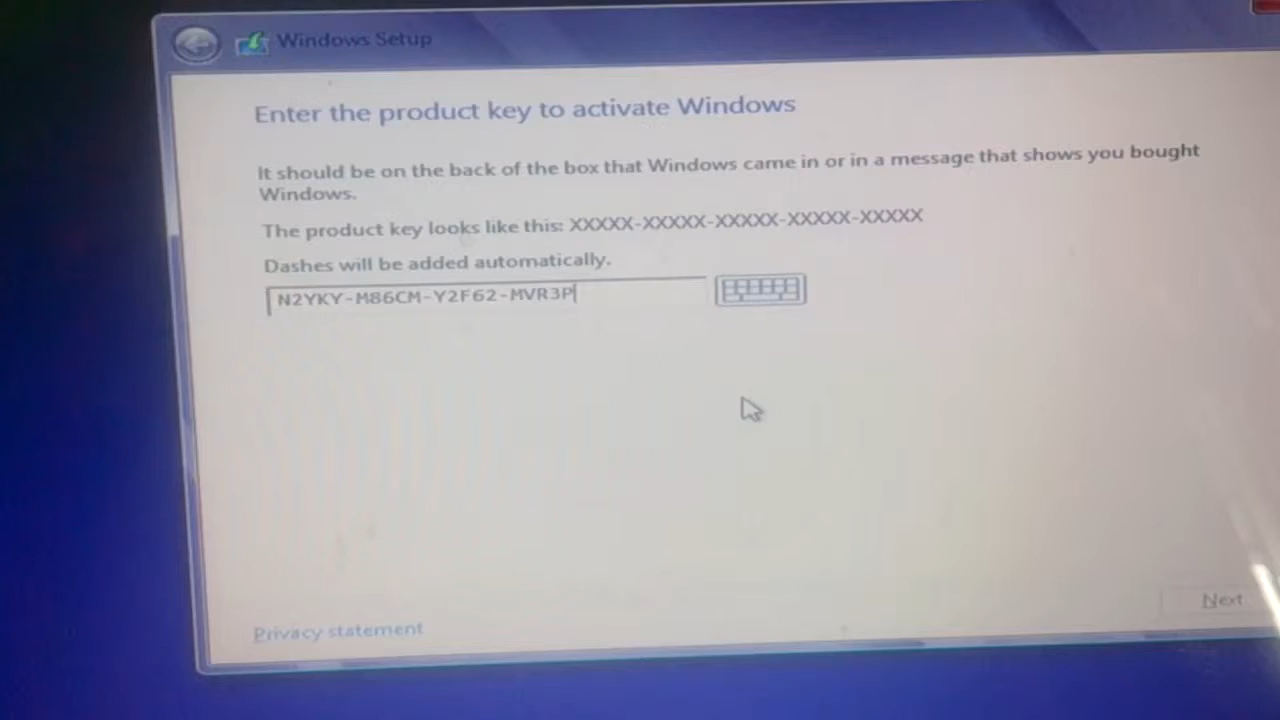 Windows Setup
Enter the product key to activate Windows
It should be on the back of the box that Windows came in or in a message that shows you bought
Windows.
The product key looks like this: XXXXX-XXXXX-XXXXX-XXXXX-XXXXX
Dashes will be added automatically.
N2YKY-M86CM-Y2F62-MVR3P
Next
Privacy statement